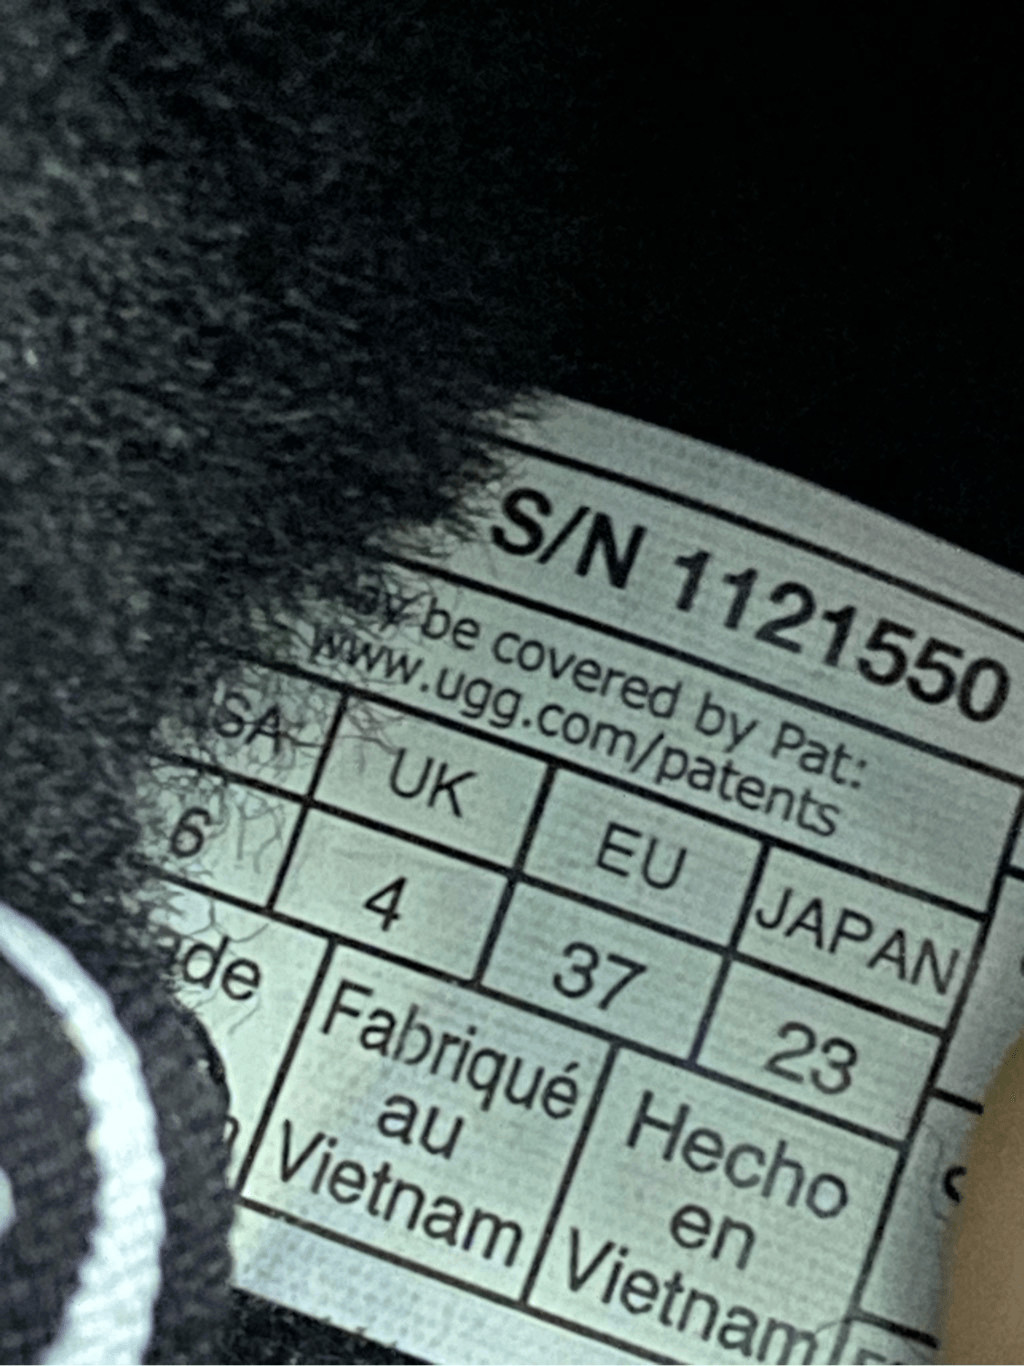 S/N 1121550
be covered by Pat:
www.ugg.com/patents
UK EU JAPAN
6 4 37 23
Fabriqué
au
Vietnam
Hecho
en
Vietnam